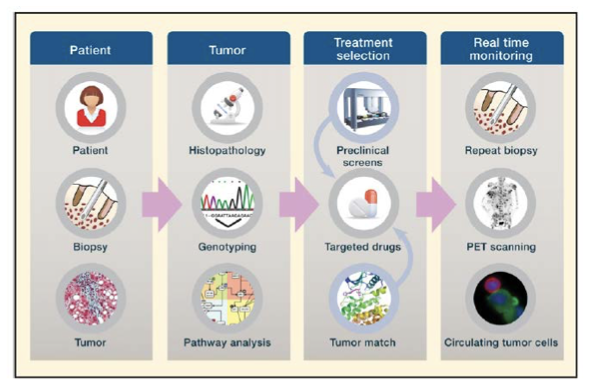 Patient
Tumor
Treatment
selection
Real time
monitoring
Patient
Histopathology
Preclinical
screens
Repeat biopsy
Biopsy
Genotyping
Targeted drugs
PET scanning
Tumor
Pathway analysis
Tumor match
Circulating tumor cells